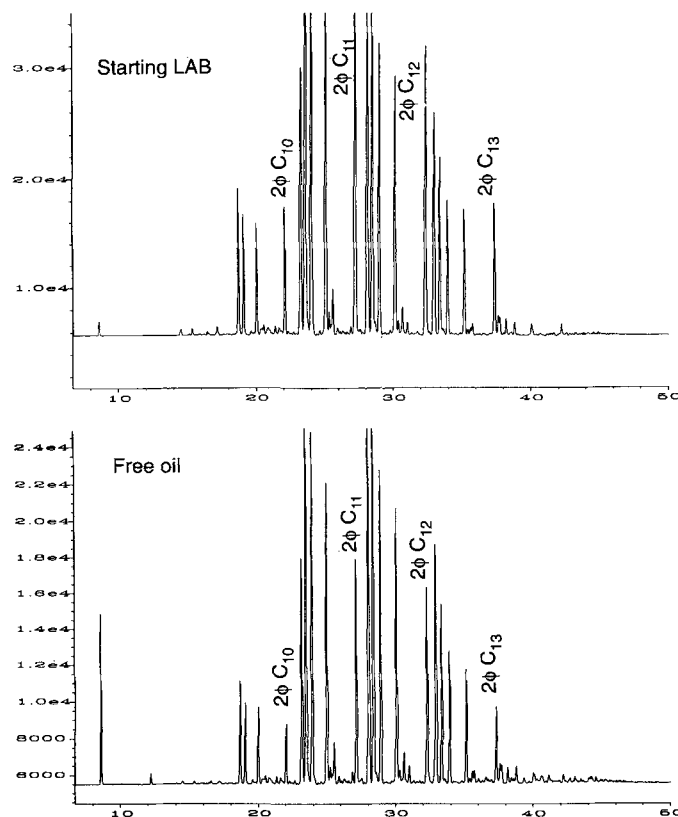 Starting LAB
3.0e4
2.0e4
1.0e4
2φ C₁₀
2φ C₁₁
2φ C₁₂
2φ C₁₃
10
20
30
40
50
Free oil
2.4e4
2.2e4
2.0e4
1.8e4
1.6e4
1.4e4
1.2e4
1.0e4
8000
6000
2φ C₁₀
2φ C₁₁
2φ C₁₂
2φ C₁₃
10
20
30
40
50